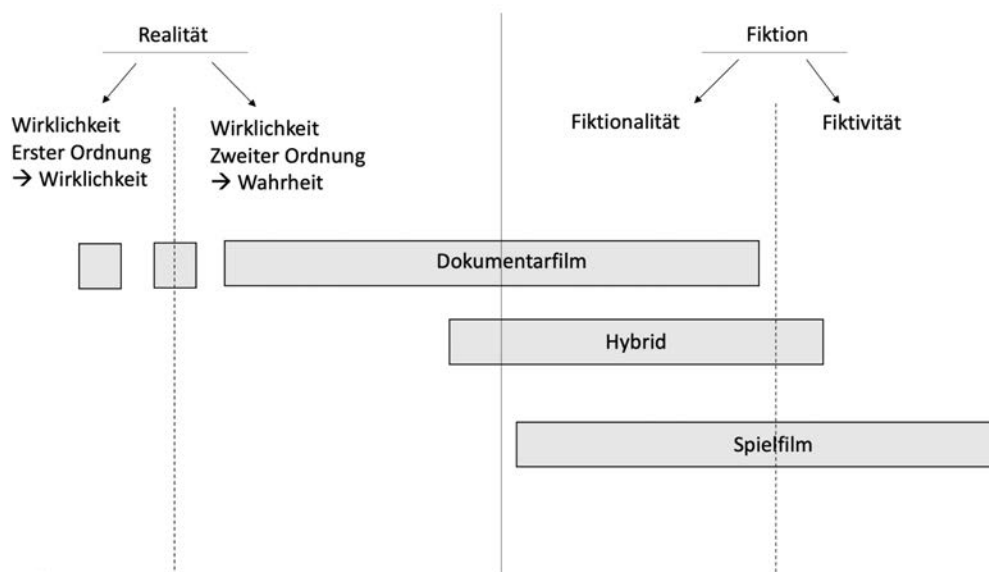 Realität
Fiktion
Wirklichkeit
Erster Ordnung
→ Wirklichkeit
Wirklichkeit
Zweiter Ordnung
→ Wahrheit
Fiktionalität
Fiktivität
Dokumentarfilm
Hybrid
Spielfilm